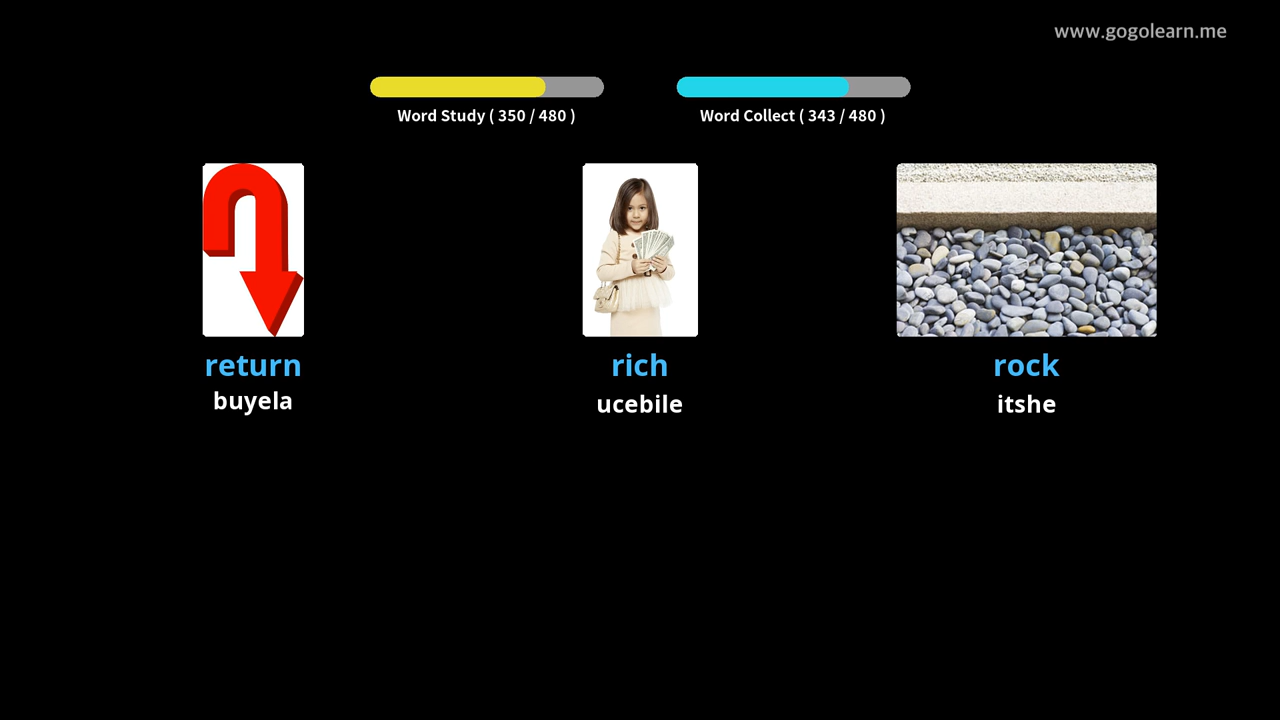 www.gogolearn.me
Word Study ( 350 / 480 )
Word Collect ( 343 / 480 )
return
buyela
rich
ucebile
rock
itshe